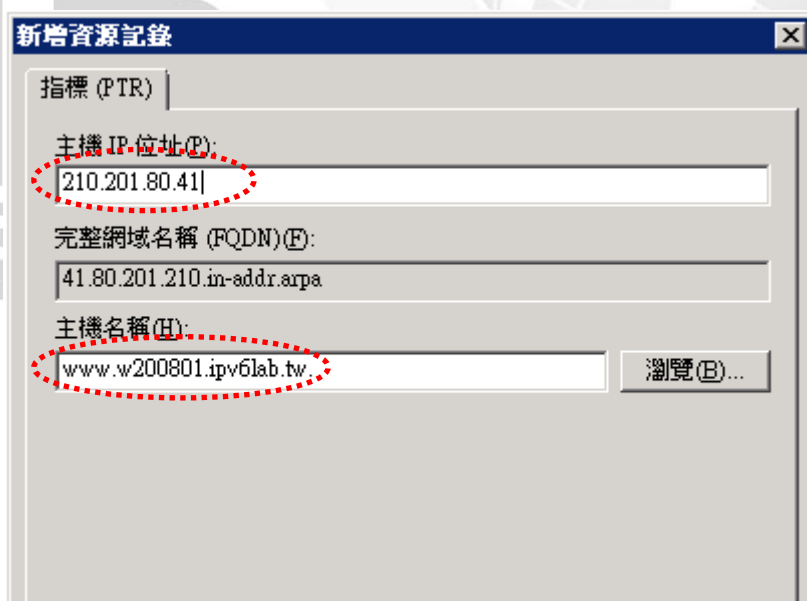 新增資源記錄
指標 (PTR)
主機 IP 位址(P):
210.201.80.41
完整網域名稱 (FQDN)(F):
41.80.201.210.in-addr.arpa
主機名稱(H):
www.w200801.ipv6lab.tw.
瀏覽(B)...